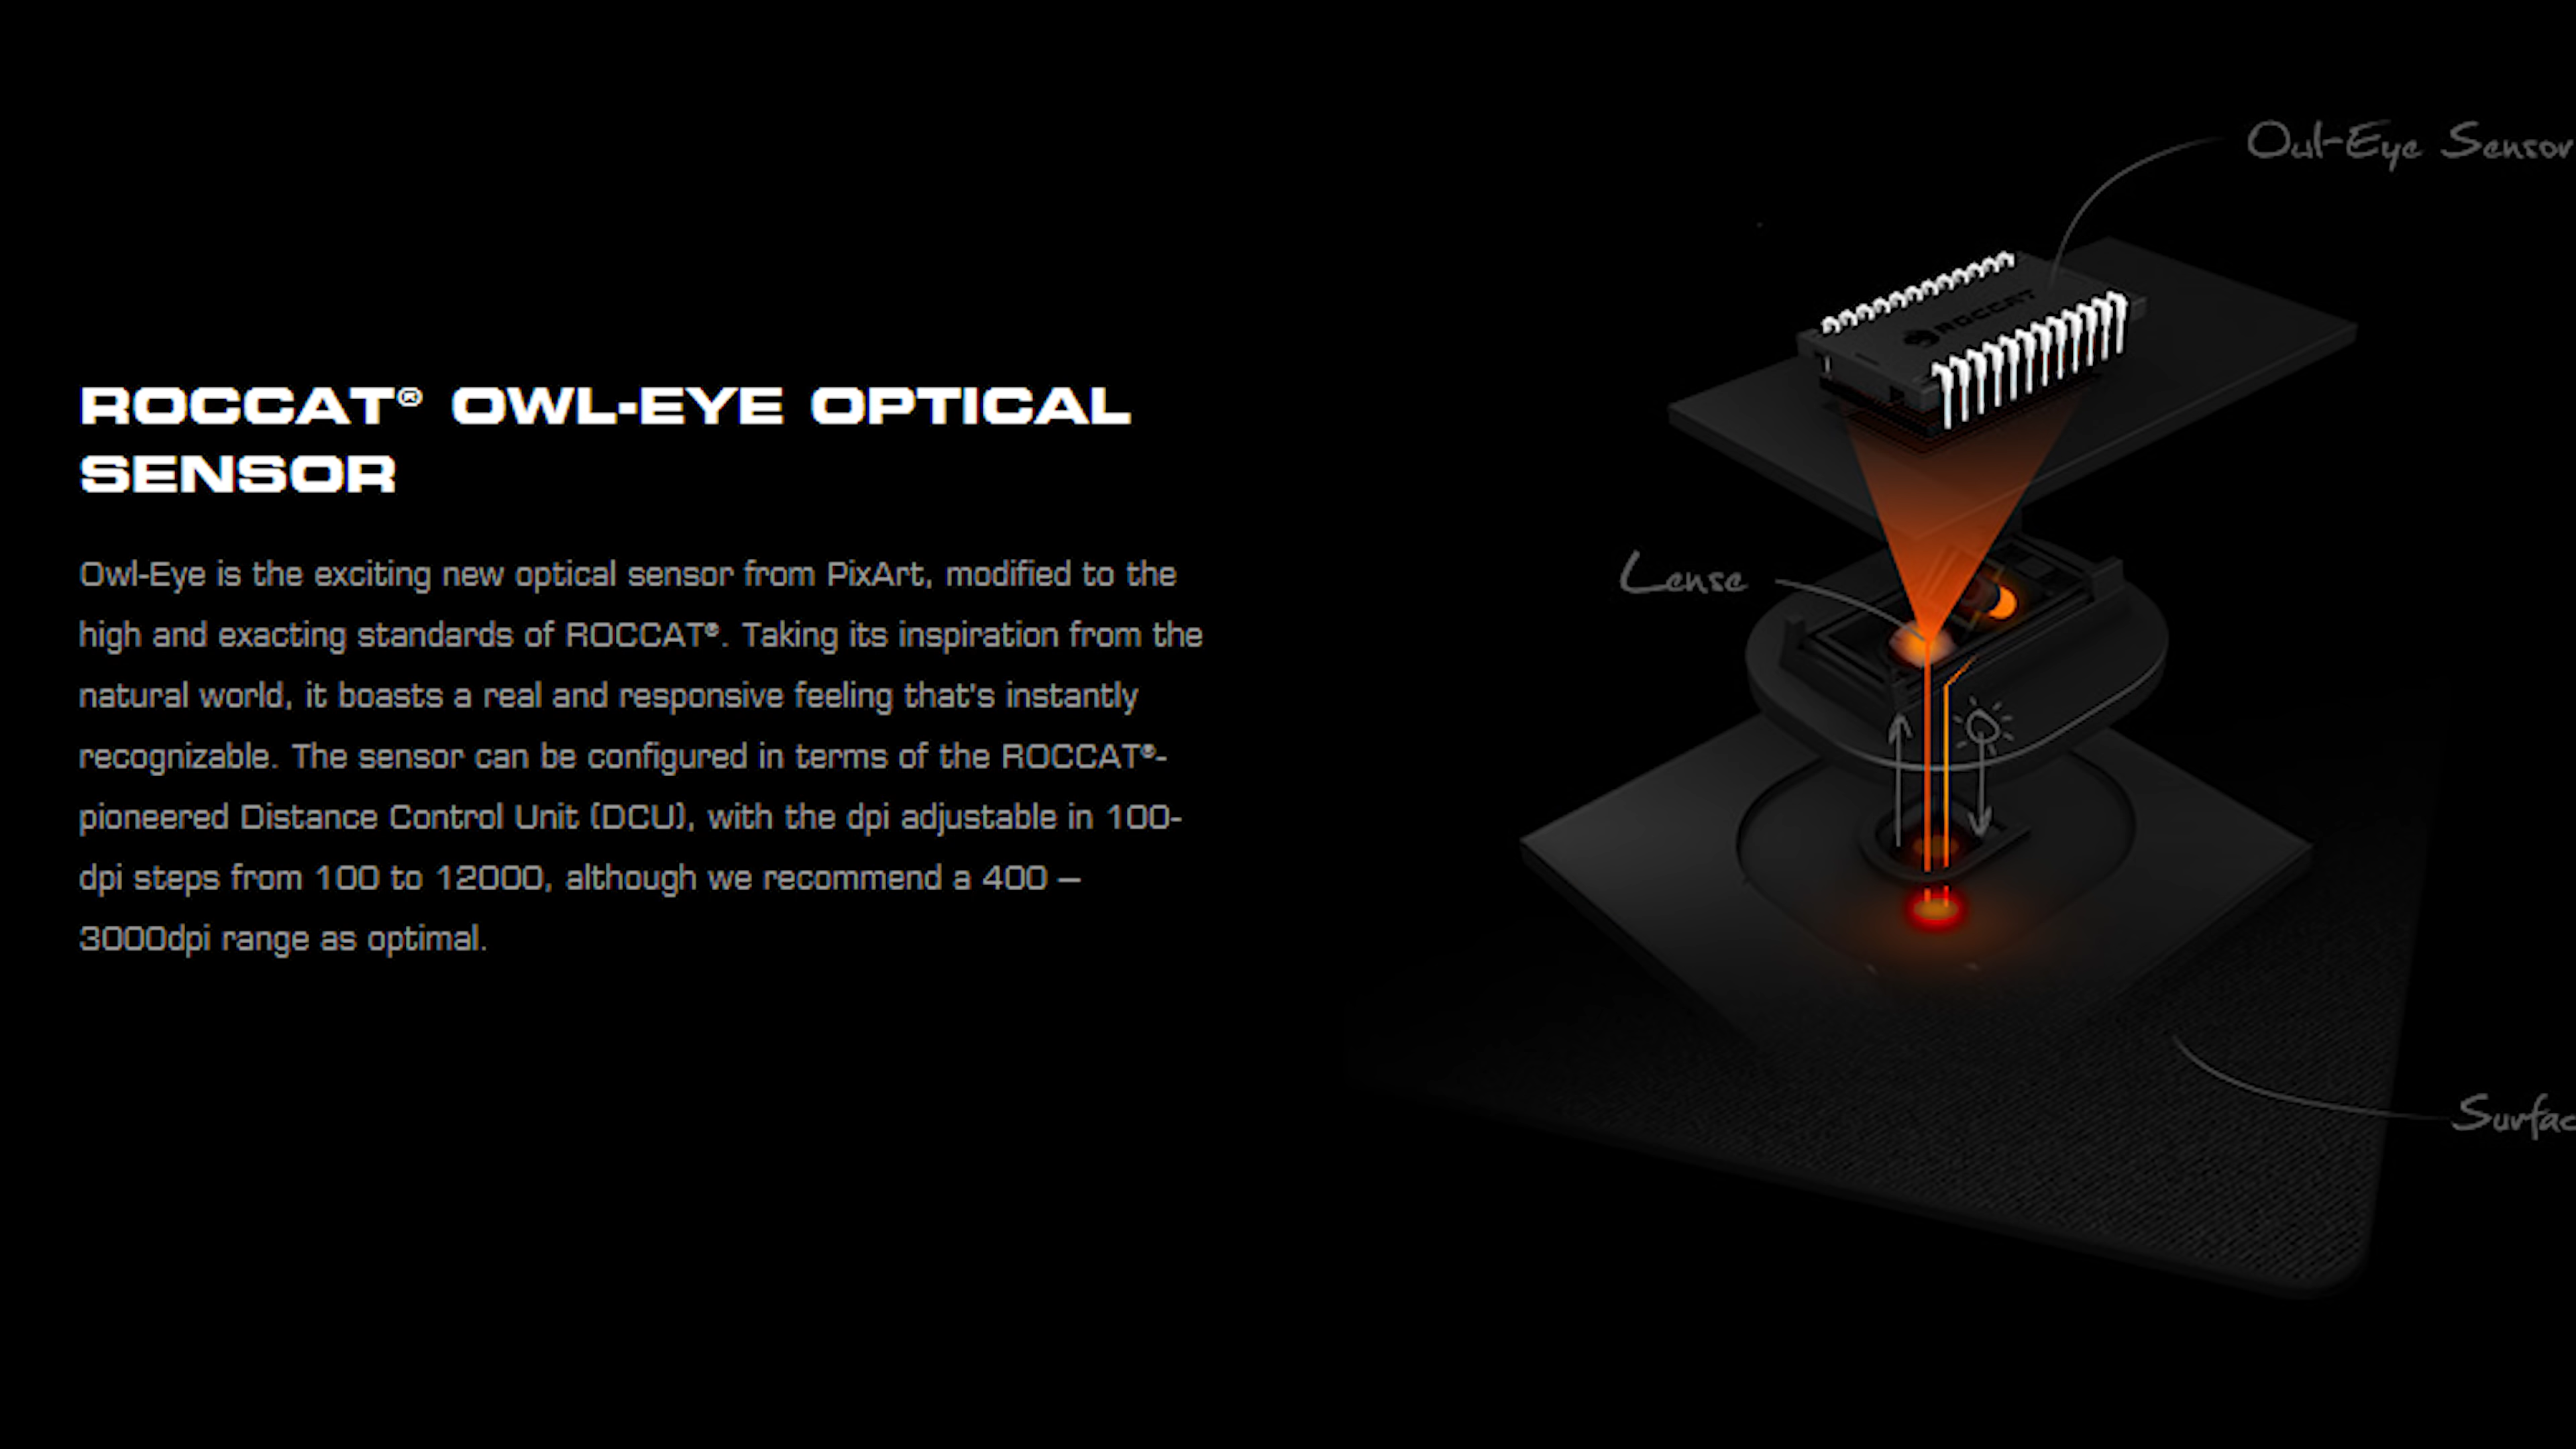 Owl-Eye Sensor
ROCCAT
ROCCAT® OWL-EYE OPTICAL
SENSOR
Owl-Eye is the exciting new optical sensor from PixArt, modified to the
high and exacting standards of ROCCAT®. Taking its inspiration from the
natural world, it boasts a real and responsive feeling that's instantly
recognizable. The sensor can be configured in terms of the ROCCAT®-
pioneered Distance Control Unit (DCU), with the dpi adjustable in 100-
dpi steps from 100 to 12000, although we recommend a 400 –
3000dpi range as optimal.
Lense
Surfac